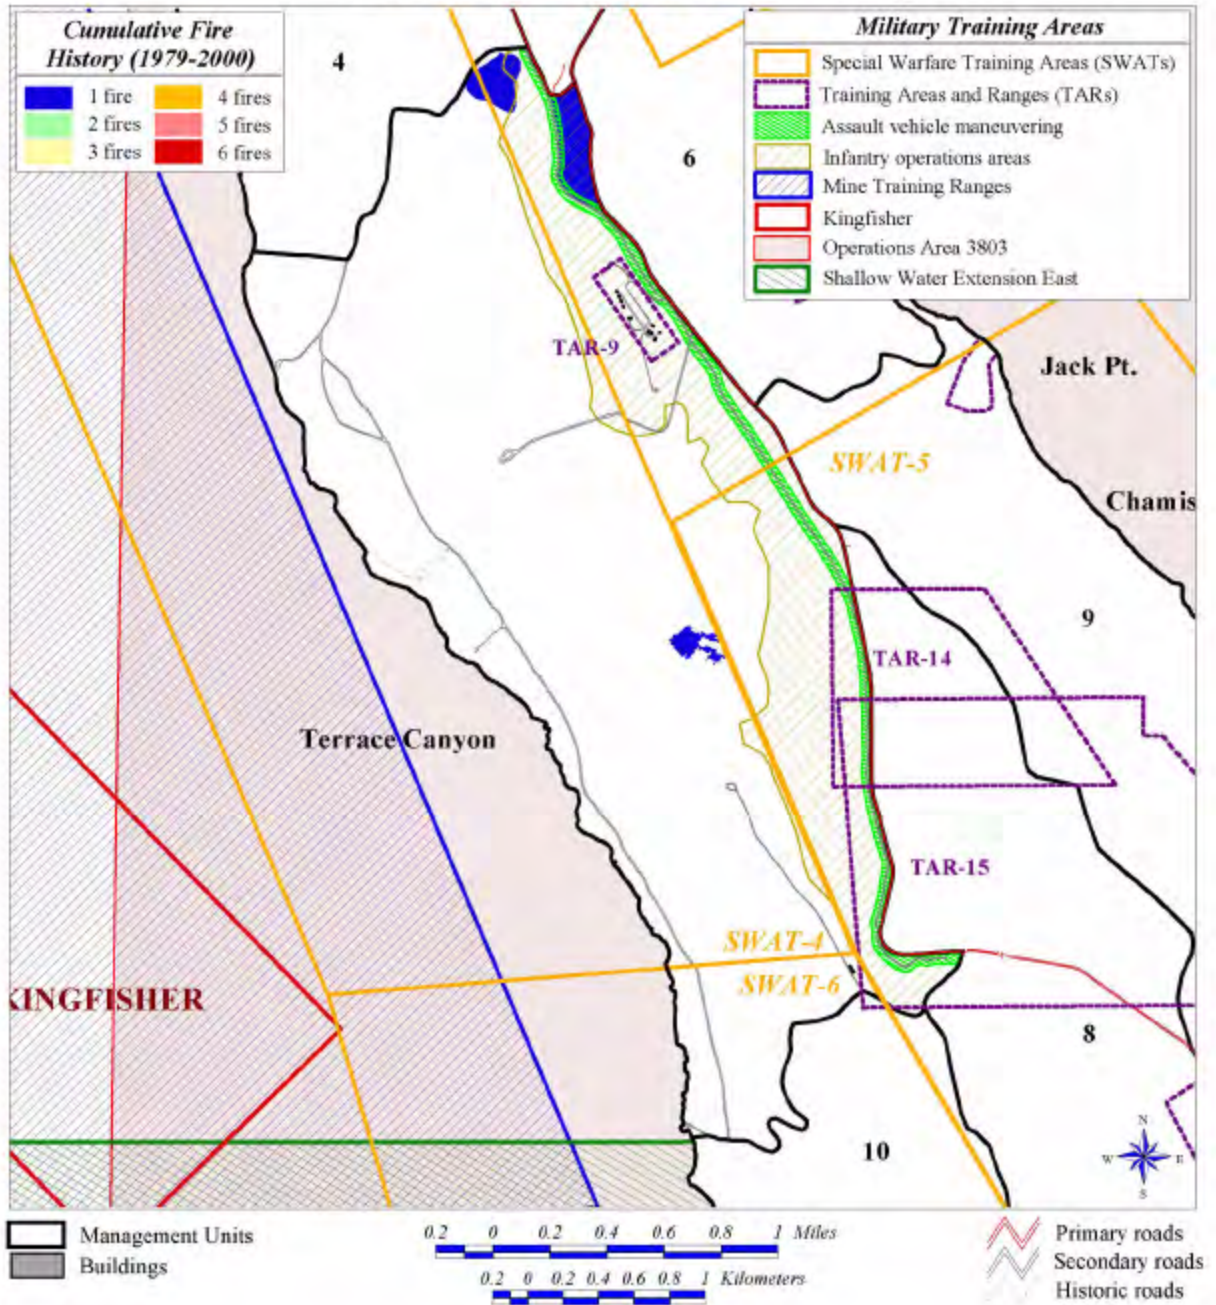 Cumulative Fire
History (1979-2000)
1 fire
4 fires
2 fires
5 fires
3 fires
6 fires
Military Training Areas
Special Warfare Training Areas (SWATs)
Training Areas and Ranges (TARs)
Assault vehicle maneuvering
Infantry operations areas
Mine Training Ranges
Kingfisher
Operations Area 3803
Shallow Water Extension East
4
6
TAR-9
Jack Pt.
SWAT-5
Chamis
9
TAR-14
Terrace Canyon
TAR-15
SWAT-4
SWAT-6
KINGFISHER
8
10
N
W E
S
Management Units
Buildings
0.2 0 0.2 0.4 0.6 0.8 1 Miles
0.2 0 0.2 0.4 0.6 0.8 1 Kilometers
Primary roads
Secondary roads
Historic roads